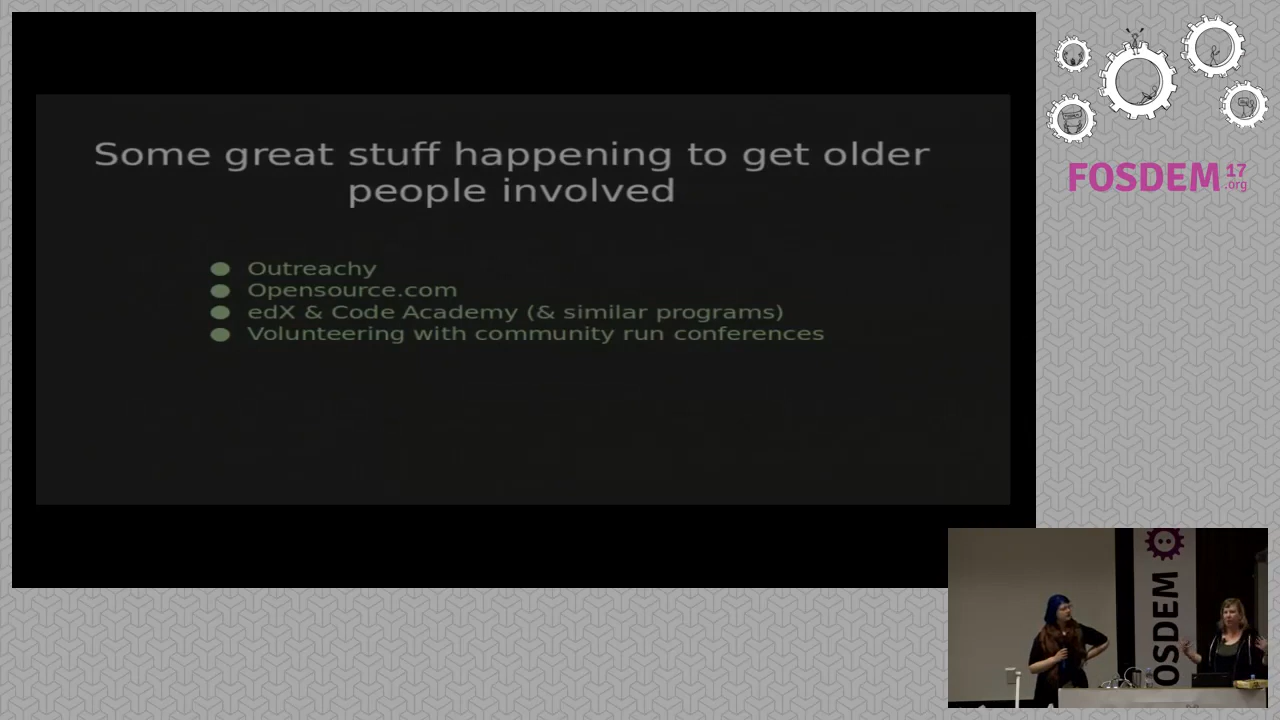 Some great stuff happening to get older
people involved
Outreachy
Opensource.com
edX & Code Academy (& similar programs)
Volunteering with community run conferences
FOSDEM 17
.org
OSDEM